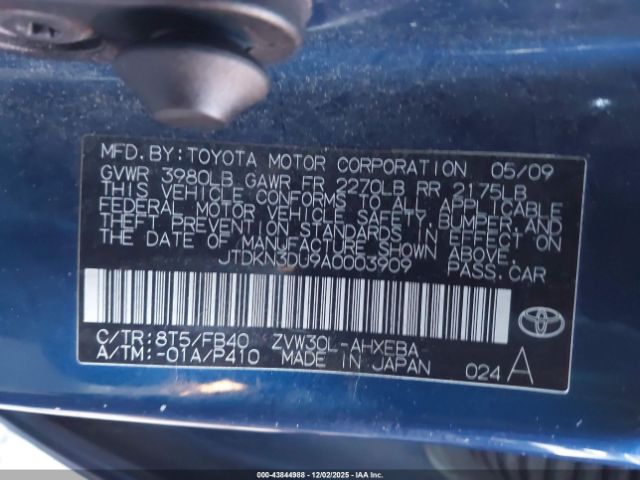 MFD. BY: TOYOTA MOTOR CORPORATION 05/09
GVWR 3980LB GAWR FR 2270LB RR 2175LB
THIS VEHICLE CONFORMS TO ALL APPLICABLE
FEDERAL MOTOR VEHICLE SAFETY, BUMPER, AND
THEFT PREVENTION STANDARDS IN EFFECT ON
THE DATE OF MANUFACTURE SHOWN ABOVE.
JTDKN3DU9A0003909 PASS. CAR
C/TR: 8T5/FB40 ZVW30L-AHXEBA
A/TM: -01A/P410 MADE IN JAPAN 024 A
000-43844988 - 12/02/2025 - IAA Inc.